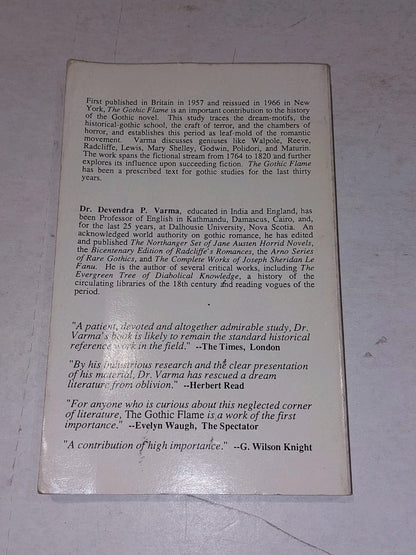 First published in Britain in 1957 and reissued in 1966 in New
York, The Gothic Flame is an important contribution to the history
of the Gothic novel. This study traces the dream-motifs, the
historical-gothic school, the craft of terror, and the chambers of
horror, and establishes this period as leaf-mold of the romantic
movement. Varma discusses geniuses like Walpole, Reeve,
Radcliffe, Lewis, Mary Shelley, Godwin, Polidori, and Maturin.
The work spans the fictional stream from 1764 to 1820 and further
explores its influence upon succeeding fiction. The Gothic Flame
has been a prescribed text for gothic studies for the last thirty
years.
Dr. Devendra P. Varma, educated in India and England, has
been Professor of English in Kathmandu, Damascus, Cairo, and,
for the last 25 years, at Dalhousie University, Nova Scotia. An
acknowledged world authority on gothic romance, he has edited
and published The Northanger Set of Jane Austen Horrid Novels,
the Bicentenary Edition of Radcliffe's Romances, the Arno Series
of Rare Gothics, and The Complete Works of Joseph Sheridan Le
Fanu. He is the author of several critical works, including The
Evergreen Tree of Diabolical Knowledge, a history of the
circulating libraries of the 18th century and reading vogues of the
period.
"A patient, devoted and altogether admirable study, Dr.
Varma's book is likely to remain the standard historical
reference work in the field." --The Times, London
"By his industrious research and the clear presentation
of his material, Dr. Varma has rescued a dream
literature from oblivion." --Herbert Read
"For anyone who is curious about this neglected corner
of literature, The Gothic Flame is a work of the first
importance." --Evelyn Waugh, The Spectator
"A contribution of high importance." --G. Wilson Knight